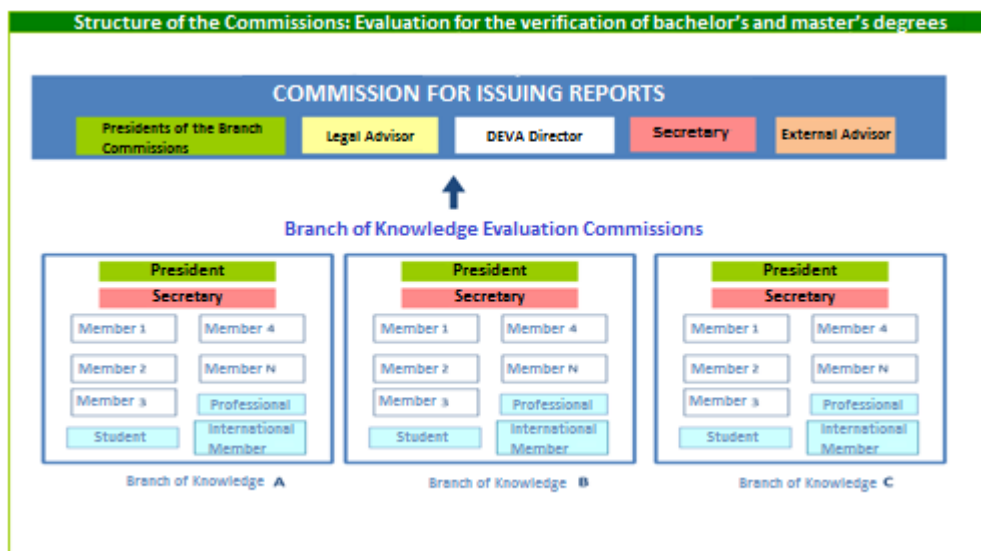 Structure of the Commissions: Evaluation for the verification of bachelor's and master's degrees
COMMISSION FOR ISSUING REPORTS
Presidents of the Branch
Commissions
Legal Advisor
DEVA Director
Secretary
External Advisor
Branch of Knowledge Evaluation Commissions
President
Secretary
Member 1
Member 4
Member 2
Member N
Member 3
Professional
Student
International
Member
Branch of Knowledge A
President
Secretary
Member 1
Member 4
Member 2
Member N
Member 3
Professional
Student
International
Member
Branch of Knowledge B
President
Secretary
Member 1
Member 4
Member 2
Member N
Member 3
Professional
Student
International
Member
Branch of Knowledge C